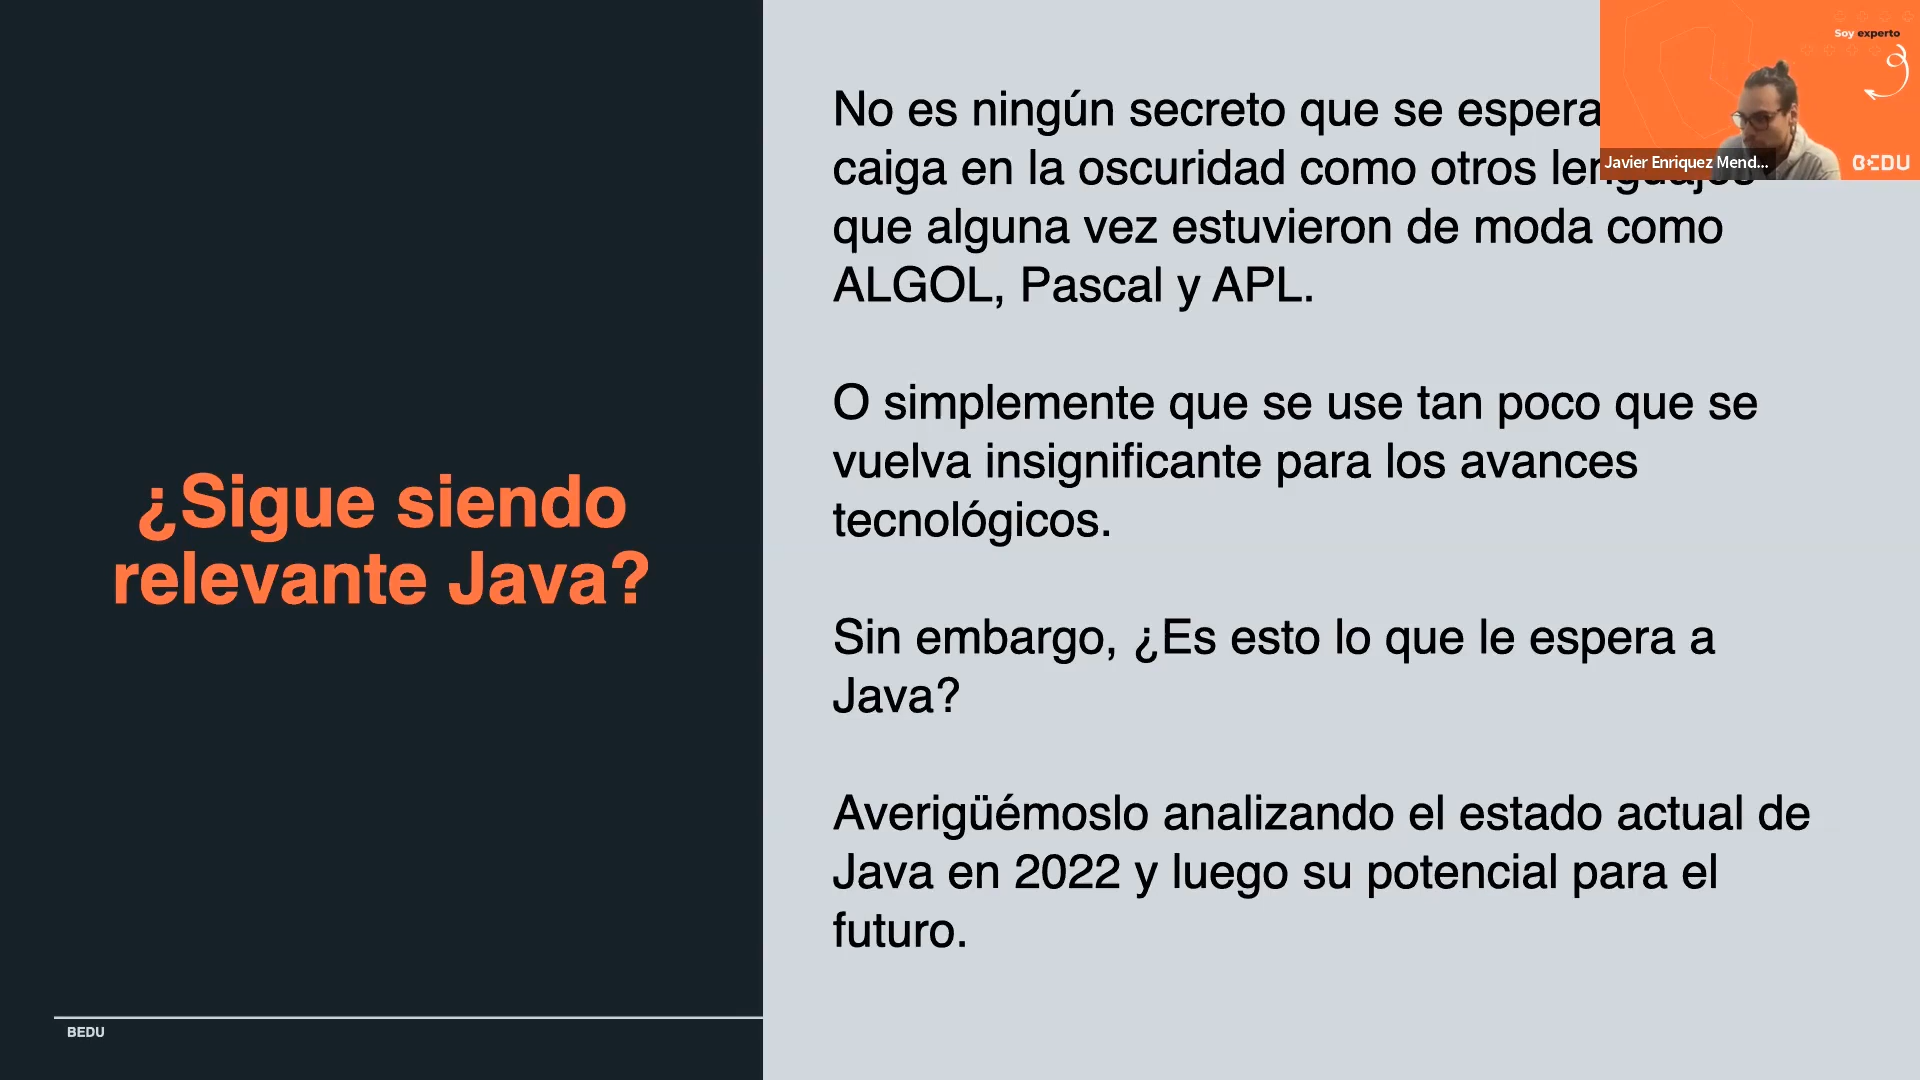 ¿Sigue siendo
relevante Java?
BEDU
No es ningún secreto que se espera
caiga en la oscuridad como otros lenguajes
que alguna vez estuvieron de moda como
ALGOL, Pascal y APL.
O simplemente que se use tan poco que se
vuelva insignificante para los avances
tecnológicos.
Sin embargo, ¿Es esto lo que le espera a
Java?
Averigüémoslo analizando el estado actual de
Java en 2022 y luego su potencial para el
futuro.
Soy experto
Javier Enriquez Mend...
BEDU